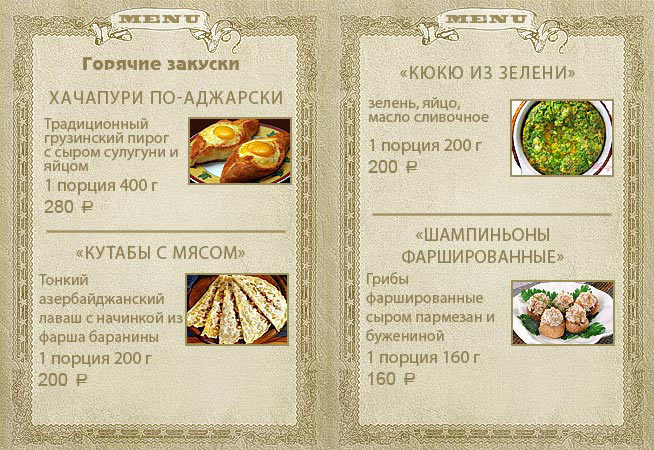 MENU
Горячие закуски
ХАЧАПУРИ ПО-АДЖАРСКИ
Традиционный
грузинский пирог
с сыром сулугуни и
яйцом
1 порция 400 г
280 ₽
«КУТАБЫ С МЯСОМ»
Тонкий
азербайджанский
лаваш с начинкой из
фарша баранины
1 порция 200 г
200 ₽
MENU
«КЮКЮ ИЗ ЗЕЛЕНИ»
зелень, яйцо,
масло сливочное
1 порция 200 г
200 ₽
«ШАМПИНЬОНЫ
ФАРШИРОВАННЫЕ»
Грибы
фаршированные
сыром пармезан и
бужениной
1 порция 160 г
160 ₽